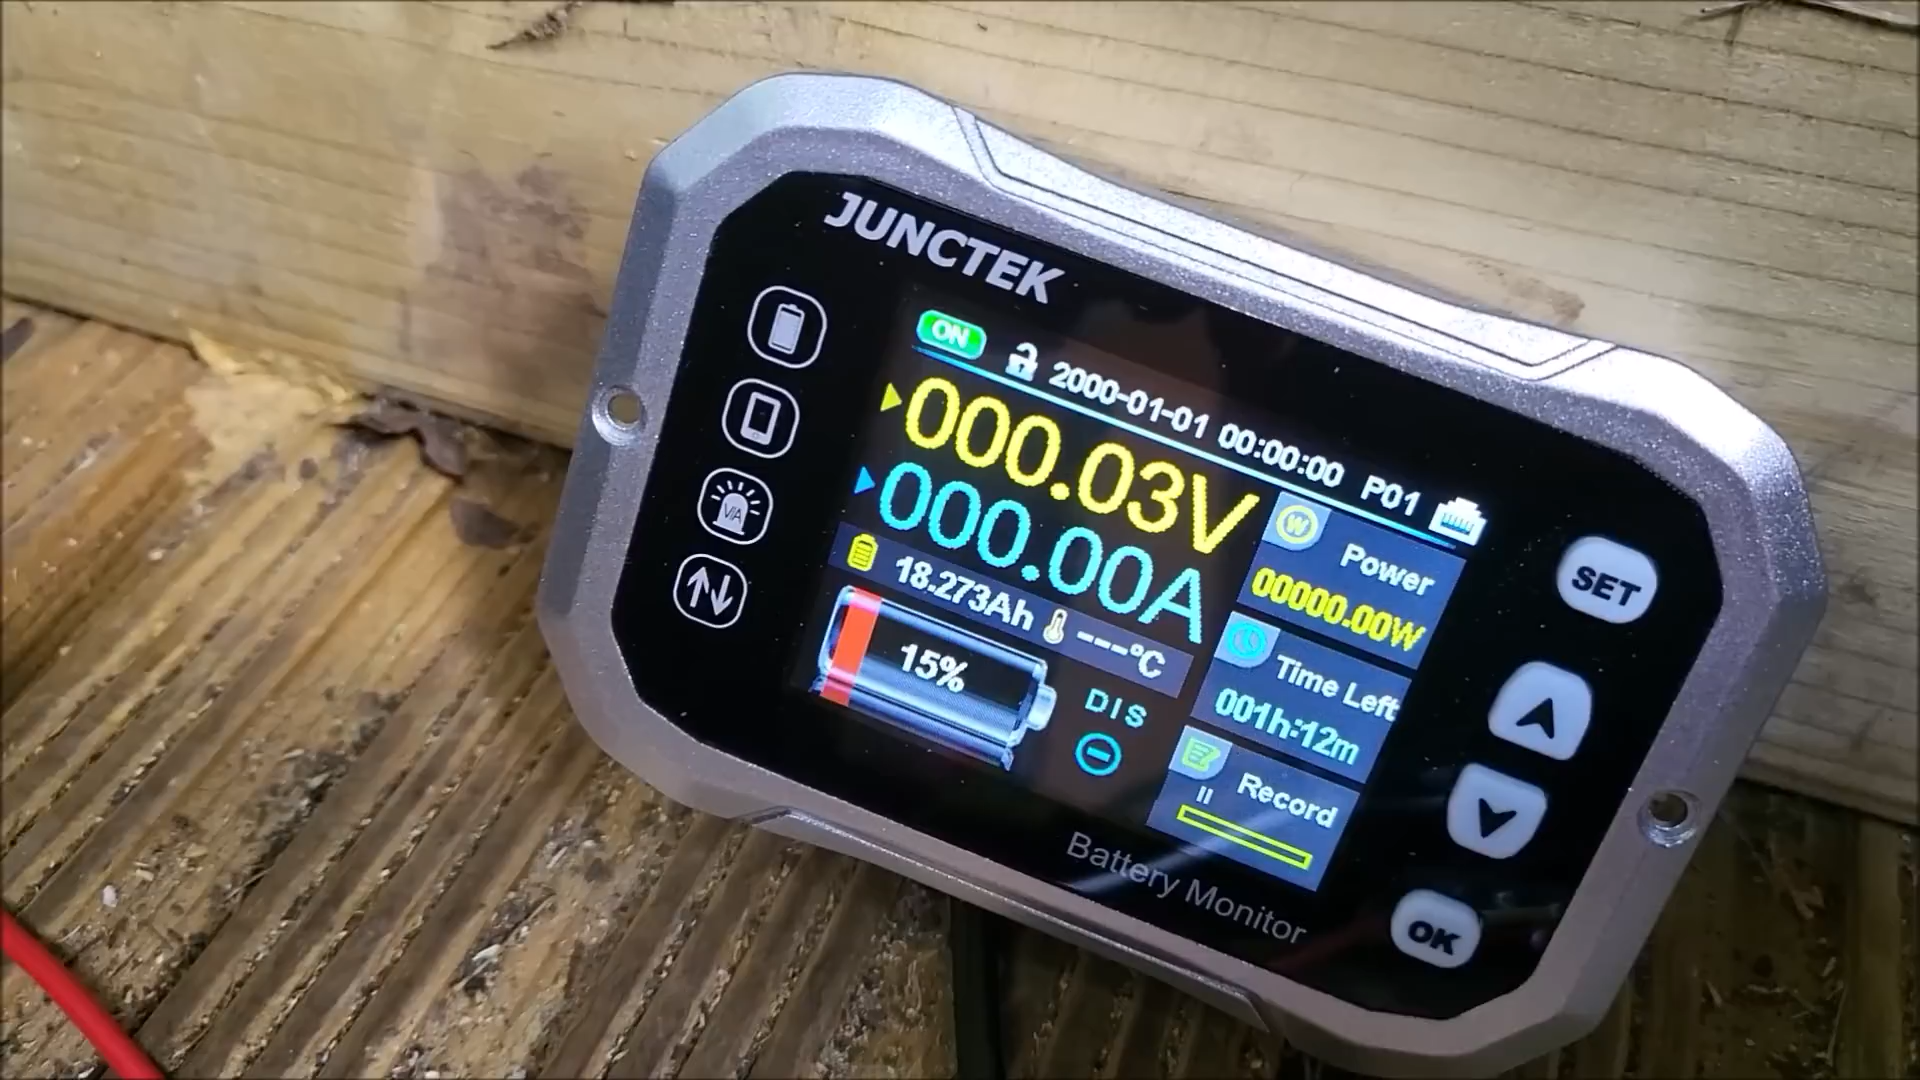 JUNCTEK
ON 2000-01-01 00:00:00 P01
000.03V
000.00A
18.273Ah ---°C
15%
DIS
Power
00000.00W
Time Left
001h:12m
Record
Battery Monitor
V/A
SET
OK